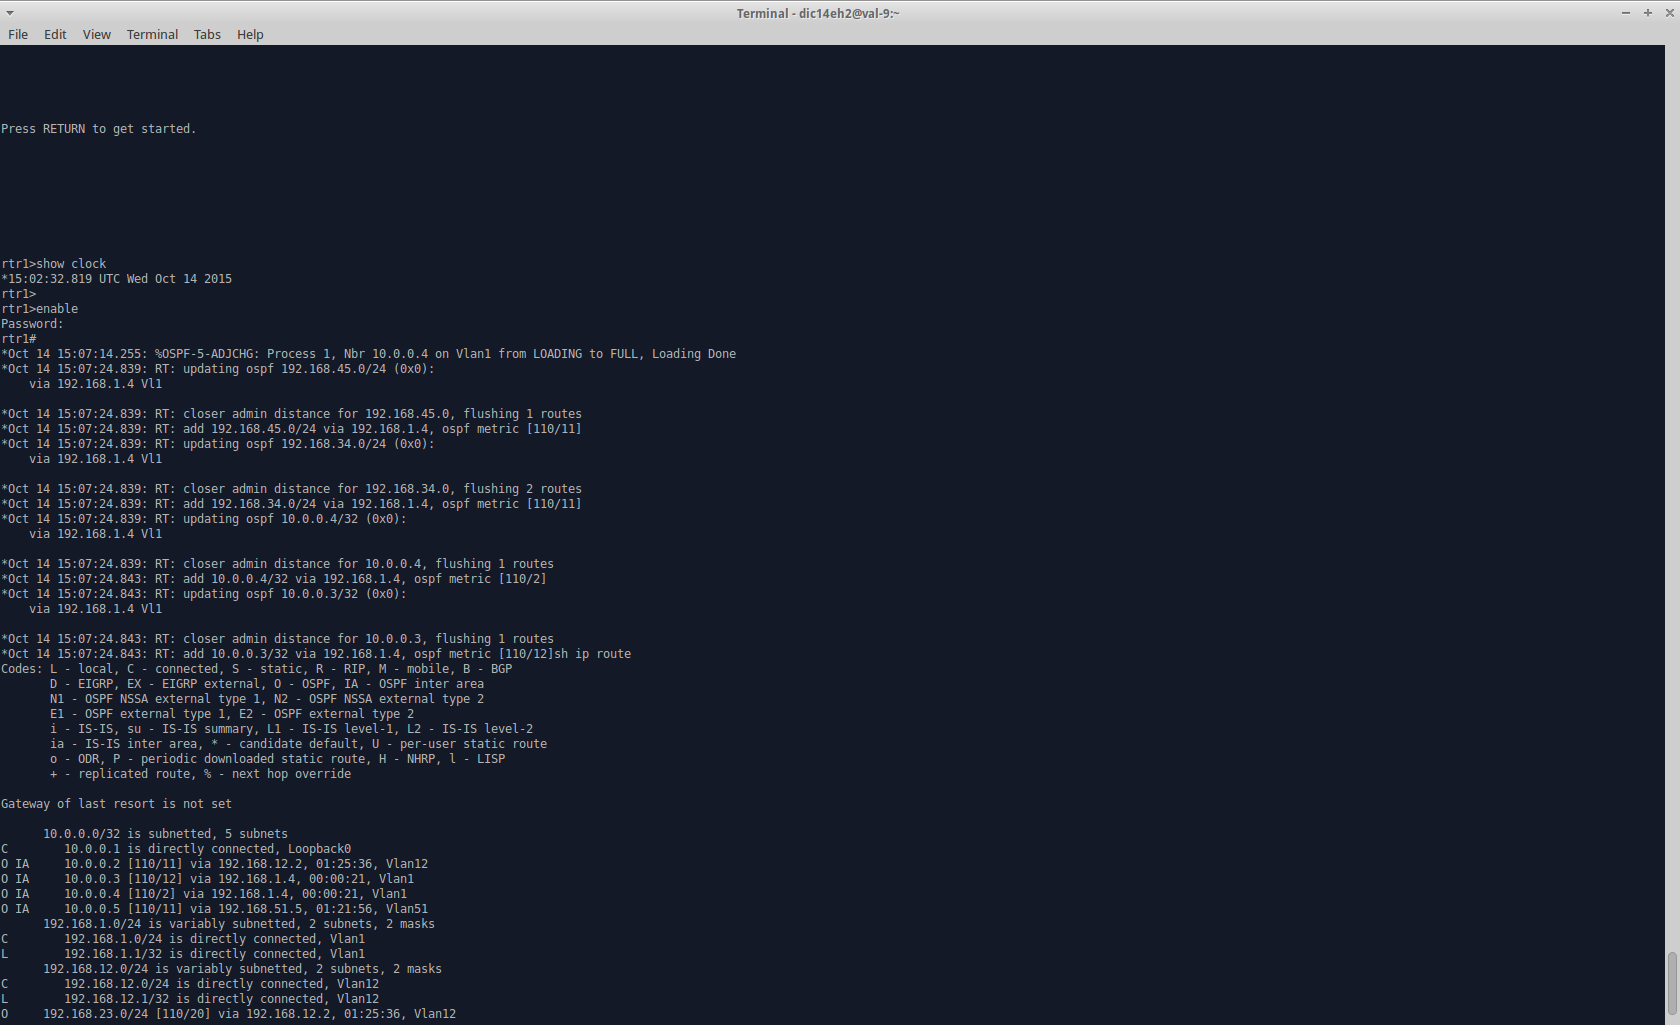 Terminal - dic14eh2@val-9:~
File Edit View Terminal Tabs Help
Press RETURN to get started.
rtr1>show clock
*15:02:32.819 UTC Wed Oct 14 2015
rtr1>
rtr1>enable
Password:
rtr1#
*Oct 14 15:07:14.255: %OSPF-5-ADJCHG: Process 1, Nbr 10.0.0.4 on Vlan1 from LOADING to FULL, Loading Done
*Oct 14 15:07:24.839: RT: updating ospf 192.168.45.0/24 (0x0):
    via 192.168.1.4 Vl1
*Oct 14 15:07:24.839: RT: closer admin distance for 192.168.45.0, flushing 1 routes
*Oct 14 15:07:24.839: RT: add 192.168.45.0/24 via 192.168.1.4, ospf metric [110/11]
*Oct 14 15:07:24.839: RT: updating ospf 192.168.34.0/24 (0x0):
    via 192.168.1.4 Vl1
*Oct 14 15:07:24.839: RT: closer admin distance for 192.168.34.0, flushing 2 routes
*Oct 14 15:07:24.839: RT: add 192.168.34.0/24 via 192.168.1.4, ospf metric [110/11]
*Oct 14 15:07:24.839: RT: updating ospf 10.0.0.4/32 (0x0):
    via 192.168.1.4 Vl1
*Oct 14 15:07:24.839: RT: closer admin distance for 10.0.0.4, flushing 1 routes
*Oct 14 15:07:24.843: RT: add 10.0.0.4/32 via 192.168.1.4, ospf metric [110/2]
*Oct 14 15:07:24.843: RT: updating ospf 10.0.0.3/32 (0x0):
    via 192.168.1.4 Vl1
*Oct 14 15:07:24.843: RT: closer admin distance for 10.0.0.3, flushing 1 routes
*Oct 14 15:07:24.843: RT: add 10.0.0.3/32 via 192.168.1.4, ospf metric [110/12]sh ip route
Codes: L - local, C - connected, S - static, R - RIP, M - mobile, B - BGP
       D - EIGRP, EX - EIGRP external, O - OSPF, IA - OSPF inter area
       N1 - OSPF NSSA external type 1, N2 - OSPF NSSA external type 2
       E1 - OSPF external type 1, E2 - OSPF external type 2
       i - IS-IS, su - IS-IS summary, L1 - IS-IS level-1, L2 - IS-IS level-2
       ia - IS-IS inter area, * - candidate default, U - per-user static route
       o - ODR, P - periodic downloaded static route, H - NHRP, l - LISP
       + - replicated route, % - next hop override
Gateway of last resort is not set
      10.0.0.0/32 is subnetted, 5 subnets
C        10.0.0.1 is directly connected, Loopback0
O IA     10.0.0.2 [110/11] via 192.168.12.2, 01:25:36, Vlan12
O IA     10.0.0.3 [110/12] via 192.168.1.4, 00:00:21, Vlan1
O IA     10.0.0.4 [110/2] via 192.168.1.4, 00:00:21, Vlan1
O IA     10.0.0.5 [110/11] via 192.168.51.5, 01:21:56, Vlan51
      192.168.1.0/24 is variably subnetted, 2 subnets, 2 masks
C        192.168.1.0/24 is directly connected, Vlan1
L        192.168.1.1/32 is directly connected, Vlan1
      192.168.12.0/24 is variably subnetted, 2 subnets, 2 masks
C        192.168.12.0/24 is directly connected, Vlan12
L        192.168.12.1/32 is directly connected, Vlan12
O     192.168.23.0/24 [110/20] via 192.168.12.2, 01:25:36, Vlan12